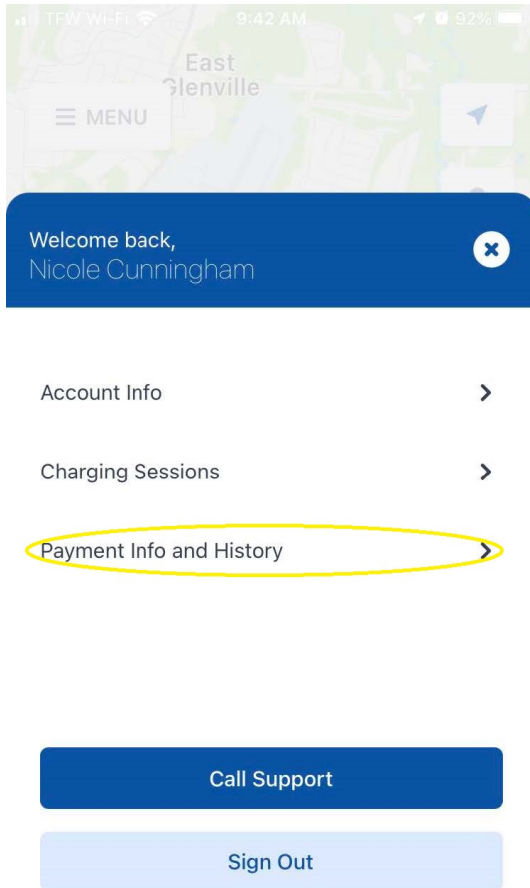 TFW Wi-Fi 9:42 AM 92%
East
Glenville
MENU
Welcome back,
Nicole Cunningham
Account Info
Charging Sessions
Payment Info and History
Call Support
Sign Out